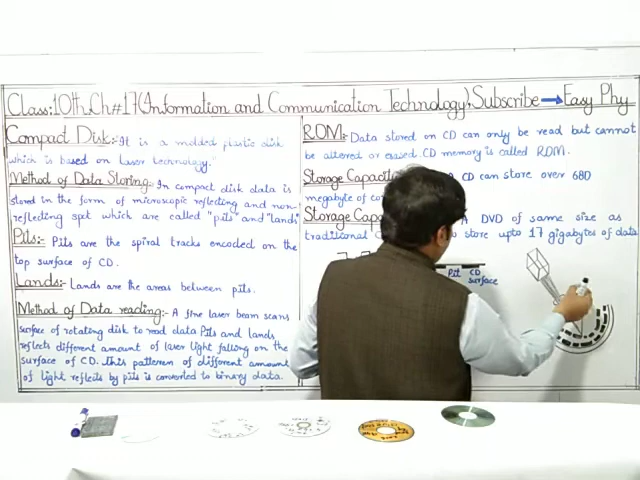 Class:10th,Ch#17(Information and Communication Technology),Subscribe → Easy Phy
Compact Disk:- It is a molded plastic disk
which is based on laser technology."
Method of Data Storing:- In compact disk data is
stored in the form of microscopic reflecting and non-
reflecting spot which are called "pits" and "lands"
Pits:- Pits are the spiral tracks encoded on the
top surface of CD.
Lands:- Lands are the areas between pits.
Method of Data reading:- A fine laser beam scans
surface of rotating disk to read data Pits and lands
reflects different amount of laser light falling on the
surface of CD. This pattern of different amount
of light reflects by pits is converted to binary data.
ROM:- Data stored on CD can only be read but cannot
be altered or erased. CD memory is called ROM.
Storage Capacit CD can store over 680
megabyte of
Storage Cap A DVD of same size as
traditional store upto 17 gigabytes of data
Pit CD
surface